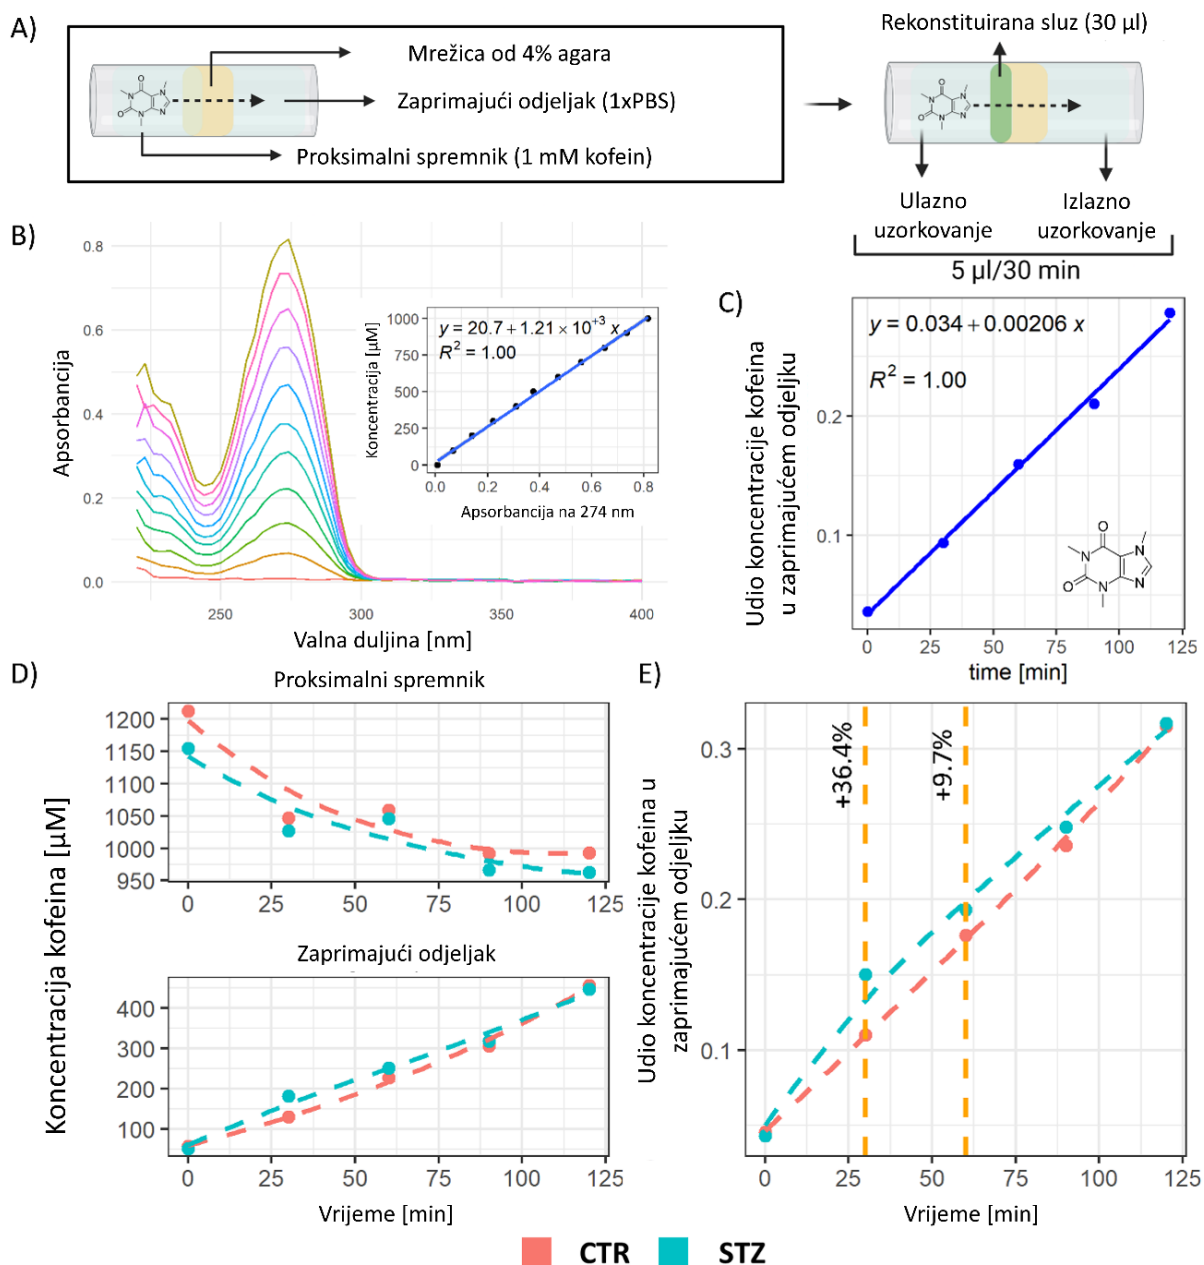 A)
Mrežica od 4% agara
Zaprimajući odjeljak (1xPBS)
Proksimalni spremnik (1 mM kofein)
Rekonstituirana sluz (30 µl)
Ulazno
uzorkovanje
Izlazno
uzorkovanje
5 µl/30 min
B)
Apsorbancija
0.8
0.6
0.4
0.2
0.0
250
300
350
400
Valna duljina [nm]
Koncentracija [µM]
1000
750
500
250
0
y = 20.7 + 1.21 × 10⁺³ x
R² = 1.00
0.0
0.2
0.4
0.6
0.8
Apsorbancija na 274 nm
C)
Udio koncentracije kofeina
u zaprimajućem odjeljku
y = 0.034 + 0.00206 x
R² = 1.00
0.2
0.1
0
25
50
75
100
125
time [min]
O
N
N
O
N
N
D)
Proksimalni spremnik
Koncentracija kofeina [µM]
1200
1150
1100
1050
1000
950
0
25
50
75
100
125
Zaprimajući odjeljak
400
300
200
100
0
25
50
75
100
125
Vrijeme [min]
E)
Udio koncentracije kofeina u
zaprimajućem odjeljku
+36.4%
+9.7%
0.3
0.2
0.1
0
25
50
75
100
125
Vrijeme [min]
CTR
STZ